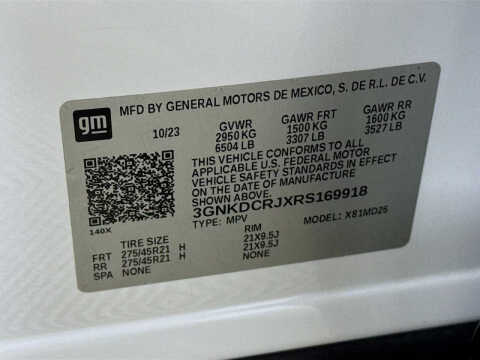 gm
MFD BY GENERAL MOTORS DE MEXICO, S. DE R.L. DE C.V.
10/23
GVWR GAWR FRT GAWR RR
2950 KG 1500 KG 1600 KG
6504 LB 3307 LB 3527 LB
THIS VEHICLE CONFORMS TO ALL
APPLICABLE U.S. FEDERAL MOTOR
VEHICLE SAFETY STANDARDS IN EFFECT
ON THE DATE OF MANUFACTURE
SHOWN ABOVE.
3GNKDCRJXRS169918
TYPE: MPV MODEL: X81MD25
140X
TIRE SIZE RIM
FRT 275/45R21 H 21X9.5J
RR 275/45R21 H 21X9.5J
SPA NONE NONE